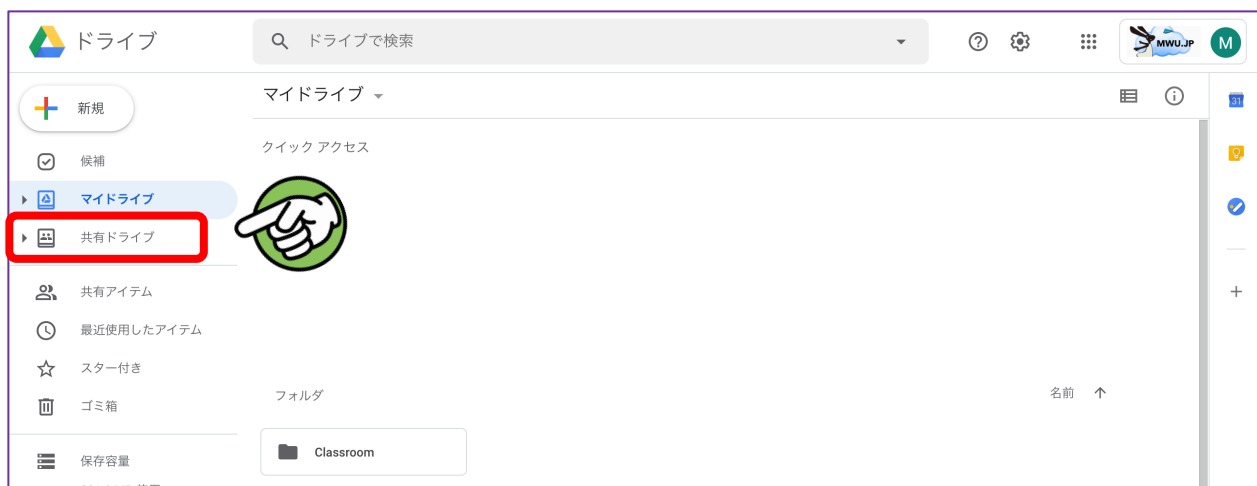 ドライブ
ドライブで検索
MWU.JP
M
新規
マイドライブ
31
クイック アクセス
候補
マイドライブ
共有ドライブ
共有アイテム
最近使用したアイテム
スター付き
フォルダ
名前
ゴミ箱
Classroom
保存容量